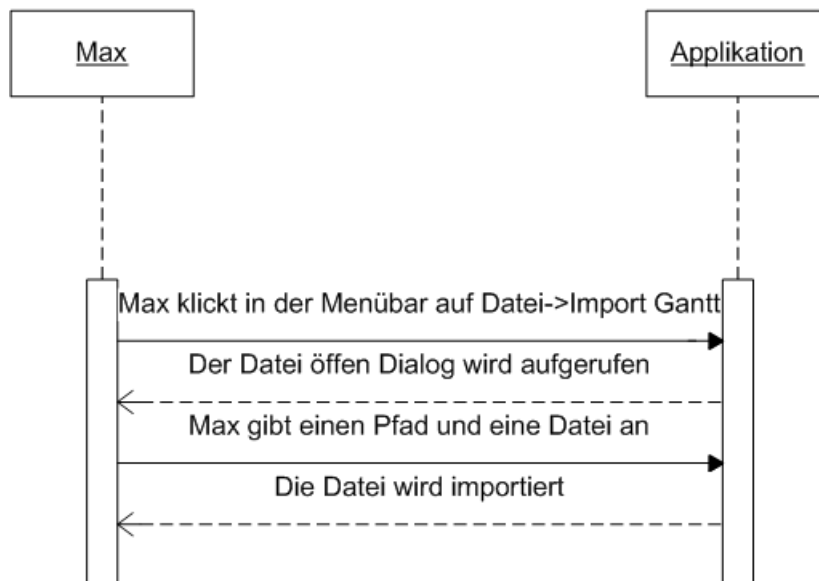 Max
Applikation
Max klickt in der Menübar auf Datei->Import Gantt
Der Datei öffen Dialog wird aufgerufen
Max gibt einen Pfad und eine Datei an
Die Datei wird importiert